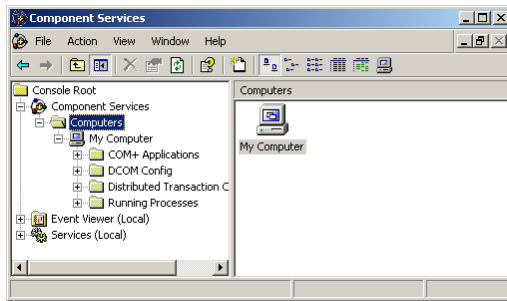 Component Services
File Action View Window Help
Console Root
Component Services
Computers
My Computer
COM+ Applications
DCOM Config
Distributed Transaction C
Running Processes
Event Viewer (Local)
Services (Local)
Computers
My Computer